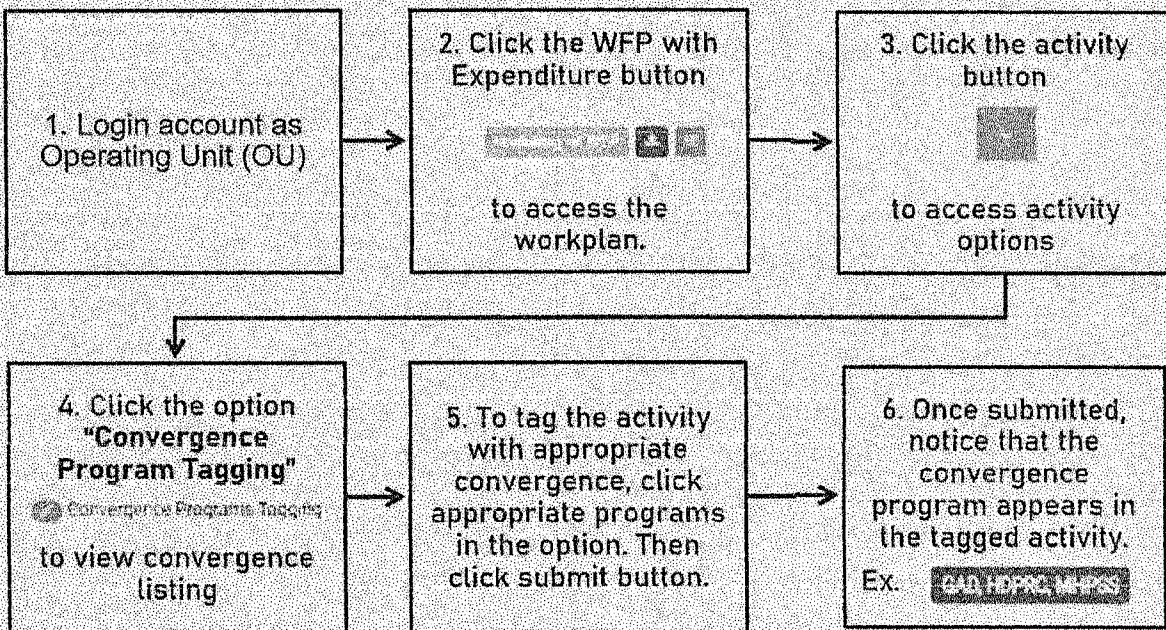 1. Login account as
Operating Unit (OU)
2. Click the WFP with
Expenditure button
to access the
workplan.
3. Click the activity
button
to access activity
options
4. Click the option
"Convergence
Program Tagging"
Convergence Programs Tagging
to view convergence
listing
5. To tag the activity
with appropriate
convergence, click
appropriate programs
in the option. Then
click submit button.
6. Once submitted,
notice that the
convergence
program appears in
the tagged activity.
Ex.